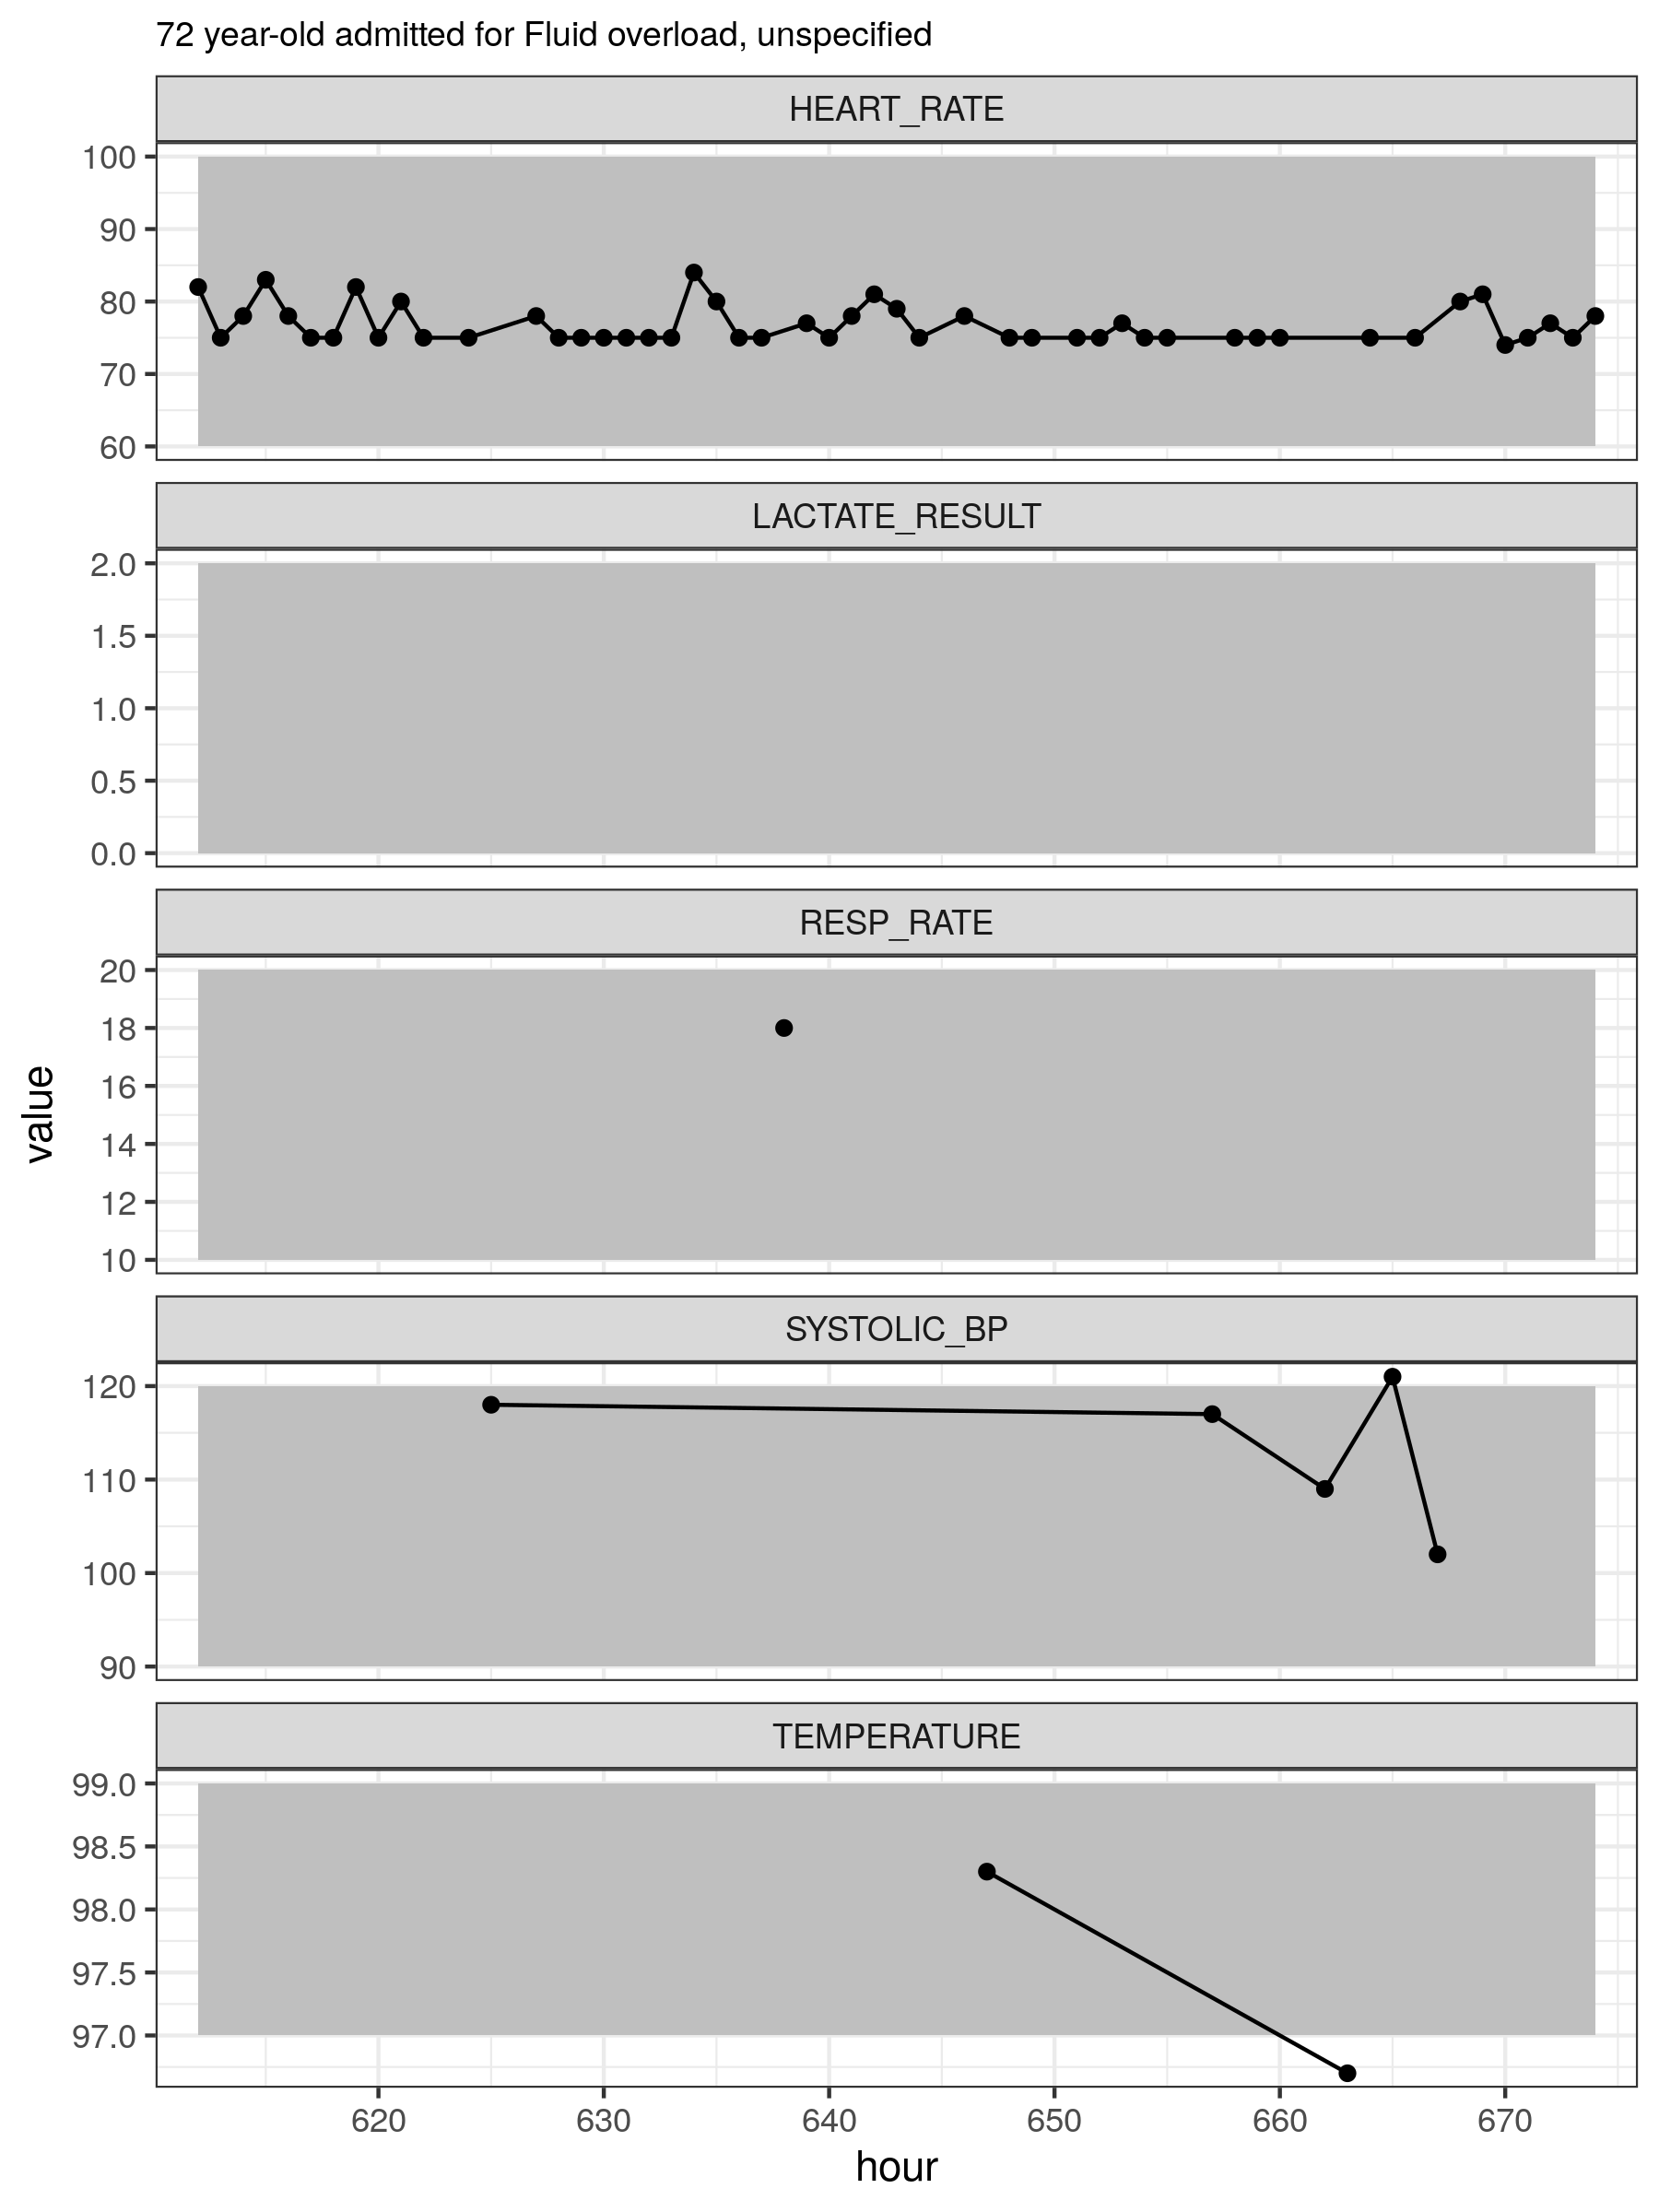 72 year-old admitted for Fluid overload, unspecified
HEART_RATE
100
90
80
70
60
LACTATE_RESULT
2.0
1.5
1.0
0.5
0.0
RESP_RATE
20
18
16
14
12
10
value
SYSTOLIC_BP
120
110
100
90
TEMPERATURE
99.0
98.5
98.0
97.5
97.0
620 630 640 650 660 670
hour